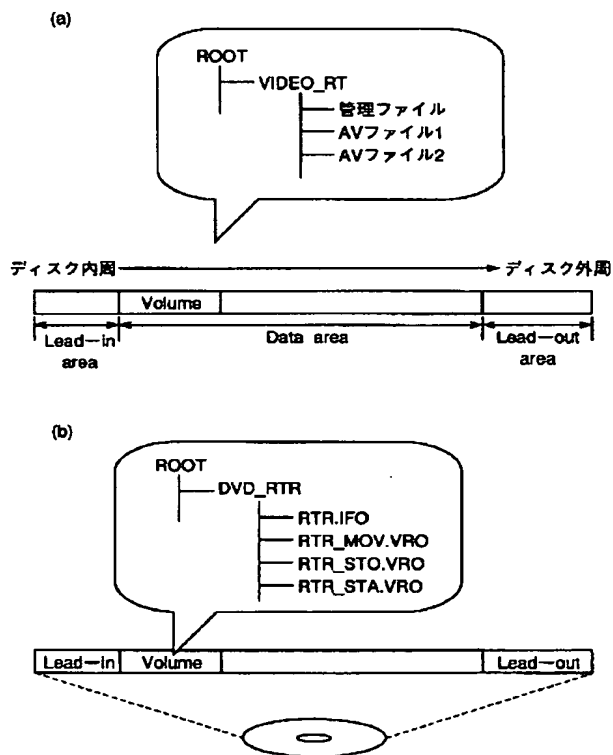 (a)
ROOT
VIDEO_RT
管理ファイル
AVファイル1
AVファイル2
ディスク内周 ディスク外周
Volume
Lead-in area Data area Lead-out area
(b)
ROOT
DVD_RTR
RTR.IFO
RTR_MOV.VRO
RTR_STO.VRO
RTR_STA.VRO
Lead-in Volume Lead-out